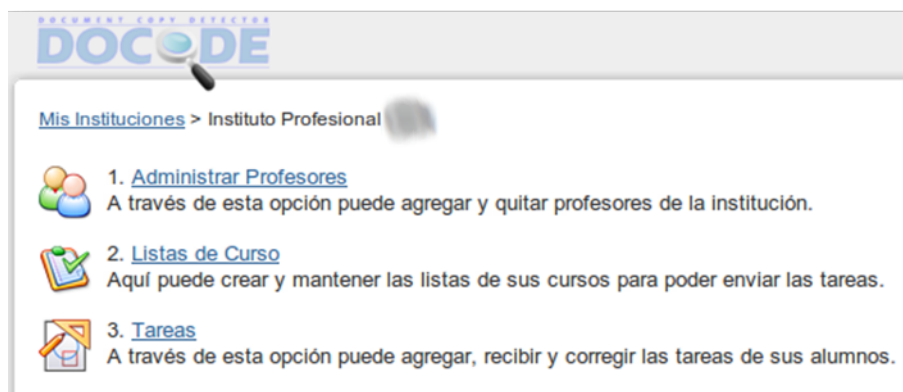 DOCUMENT COPY DETECTOR
DOCODE
Mis Instituciones > Instituto Profesional
1. Administrar Profesores
A través de esta opción puede agregar y quitar profesores de la institución.
2. Listas de Curso
Aquí puede crear y mantener las listas de sus cursos para poder enviar las tareas.
3. Tareas
A través de esta opción puede agregar, recibir y corregir las tareas de sus alumnos.